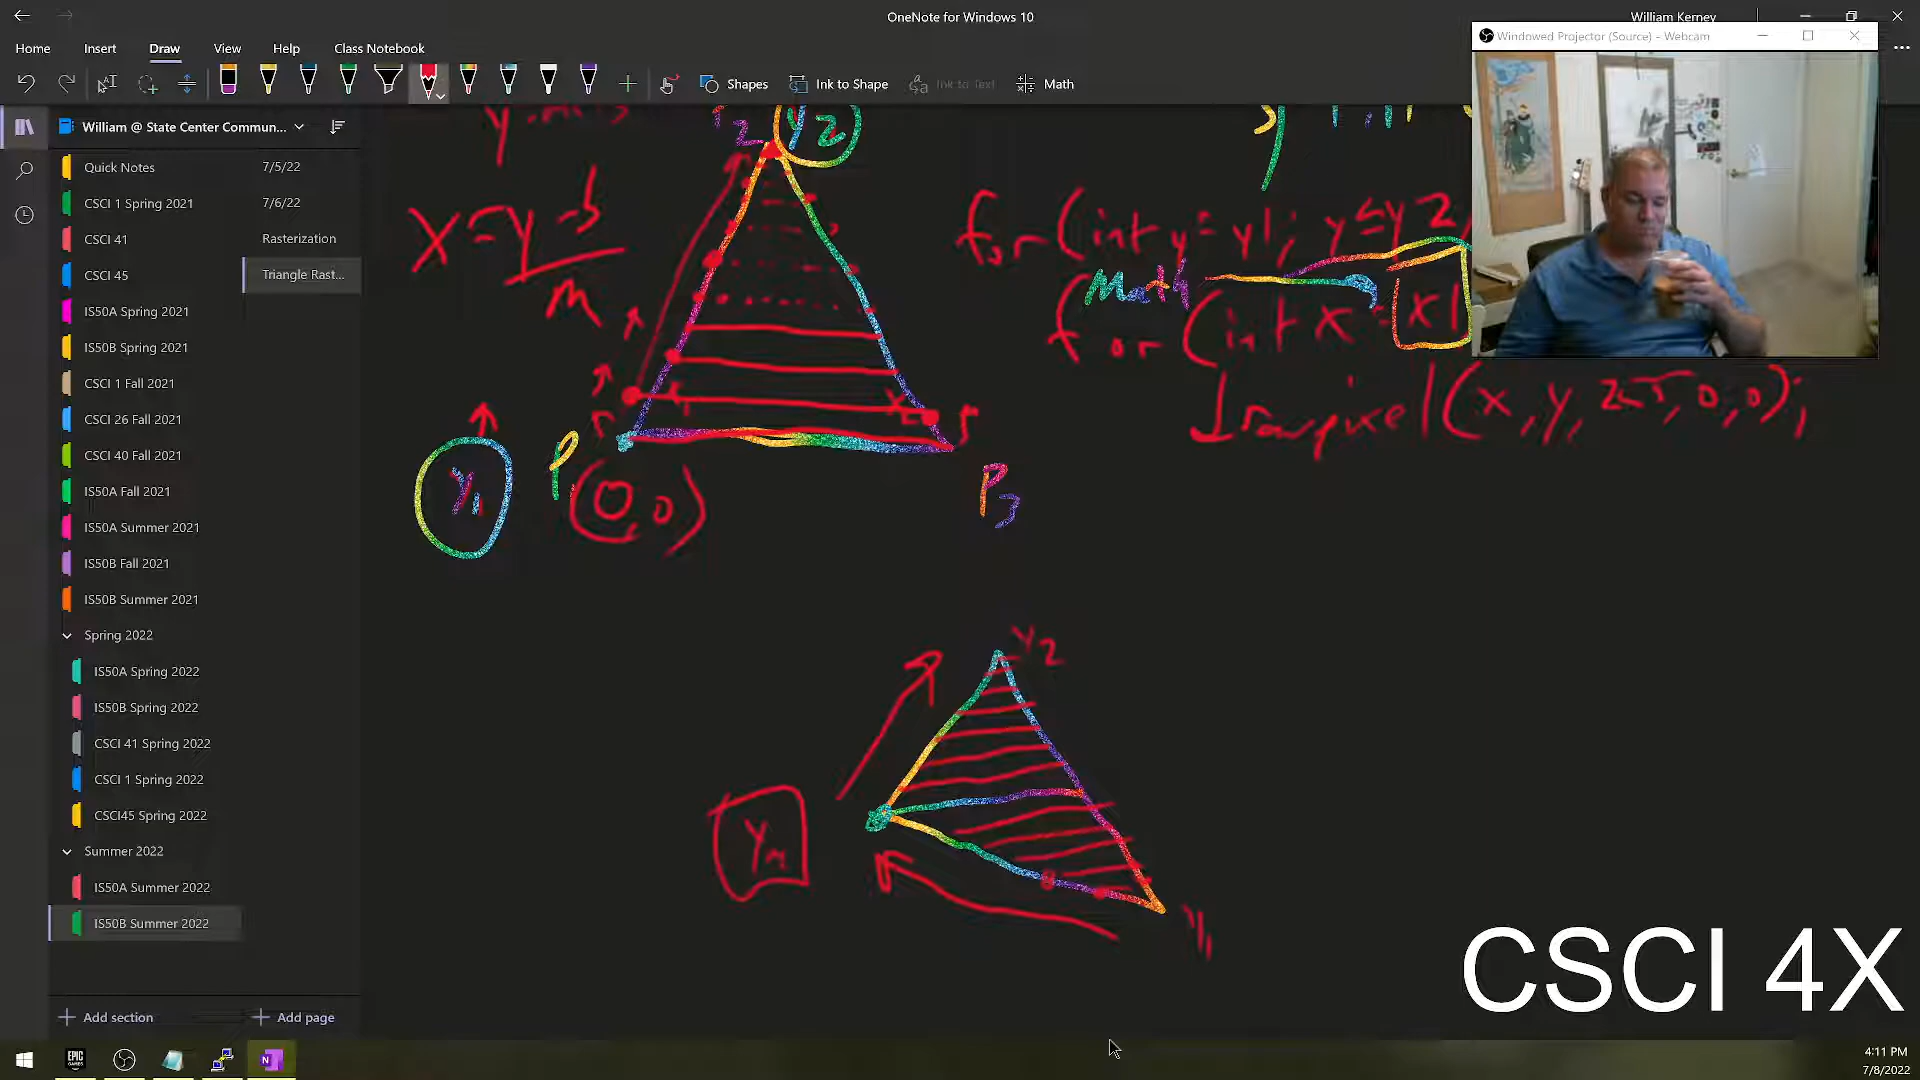 OneNote for Windows 10
William Kerney
Home Insert Draw View Help Class Notebook
Windowed Projector (Source) - Webcam
Shapes Ink to Shape Ink to Text Math
William @ State Center Commun...
Quick Notes
CSCI 1 Spring 2021
CSCI 41
CSCI 45
IS50A Spring 2021
IS50B Spring 2021
CSCI 1 Fall 2021
CSCI 26 Fall 2021
CSCI 40 Fall 2021
IS50A Fall 2021
IS50A Summer 2021
IS50B Fall 2021
IS50B Summer 2021
Spring 2022
IS50A Spring 2022
IS50B Spring 2022
CSCI 41 Spring 2022
CSCI 1 Spring 2022
CSCI45 Spring 2022
Summer 2022
IS50A Summer 2022
IS50B Summer 2022
Add section
7/5/22
7/6/22
Rasterization
Triangle Rast...
Add page
y2
x = y - b
m
for (int y = y1; y ≤ y2
Math
for (int x = x1
drawpixel(x, y, 255, 0, 0);
x1 x2
y1
P1
(0, 0)
P3
y2
y1
CSCI 4X
4:11 PM
7/8/2022